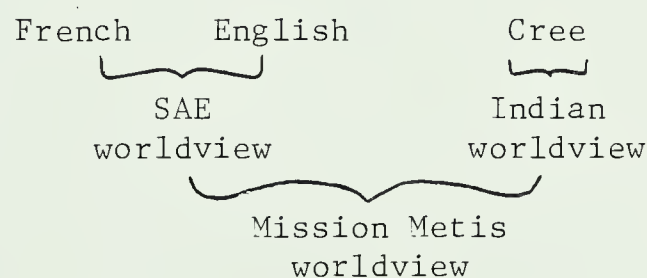 French English Cree
SAE Indian
worldview worldview
Mission Metis
worldview